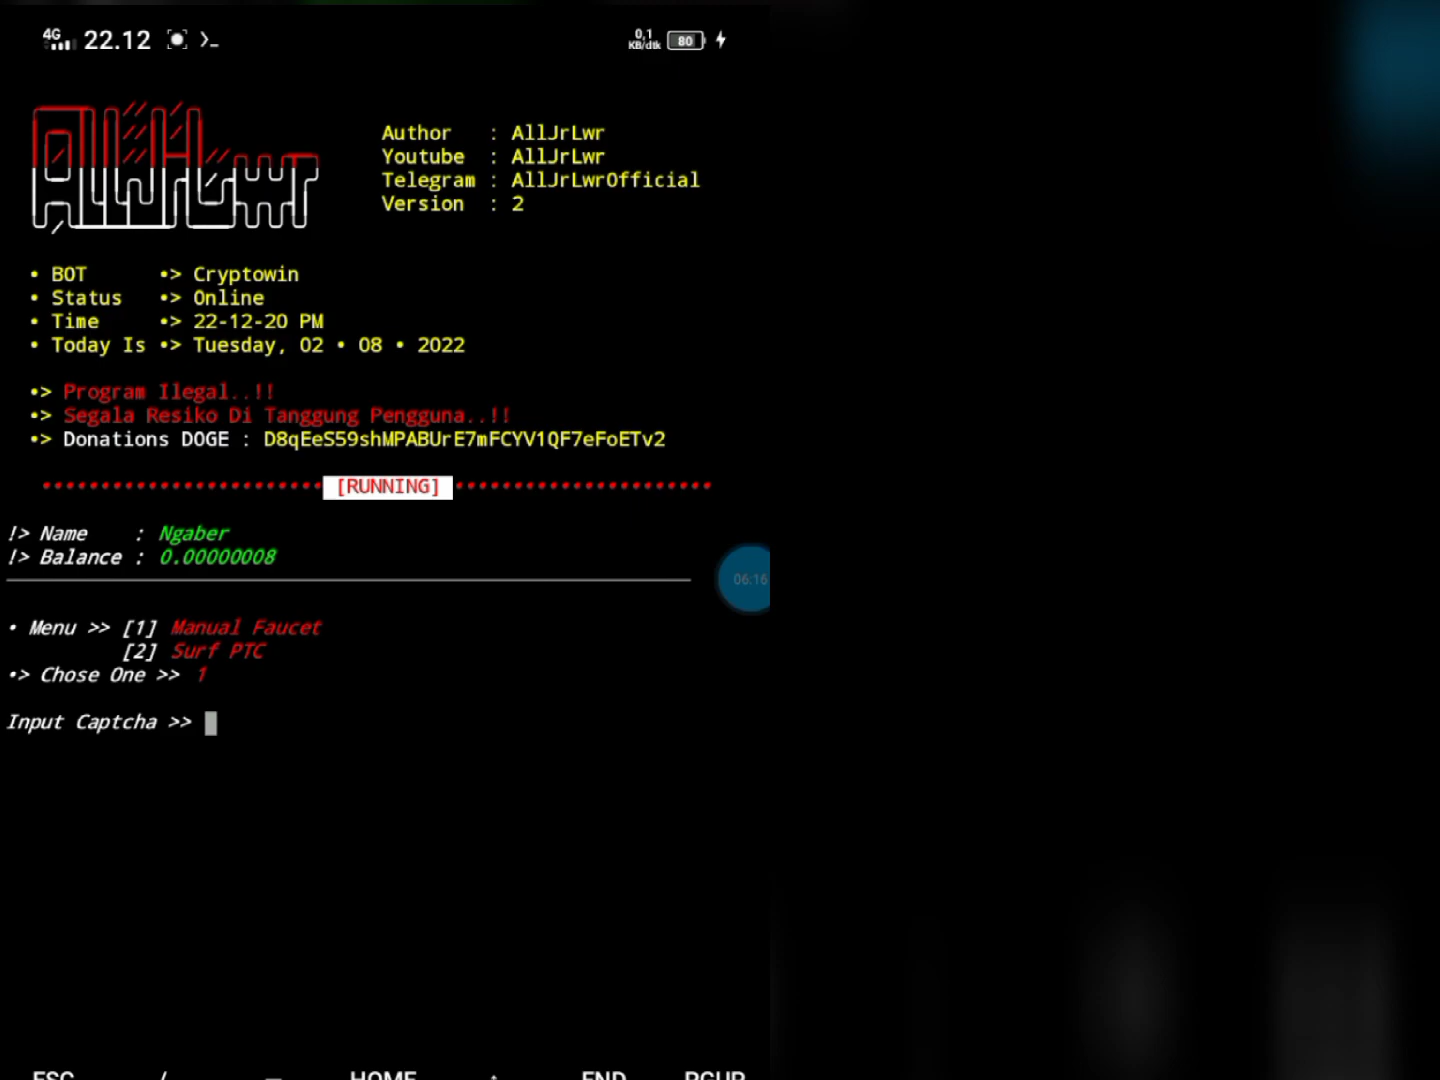 4G 22.12 0,1 KB/dtk 80
AllJrLwr
Author : AllJrLwr
Youtube : AllJrLwr
Telegram : AllJrLwrOfficial
Version : 2
• BOT •> Cryptowin
• Status •> Online
• Time •> 22-12-20 PM
• Today Is •> Tuesday, 02 • 08 • 2022
•> Program Ilegal..!!
•> Segala Resiko Di Tanggung Pengguna..!!
•> Donations DOGE : D8qEeS59shMPABUrE7mFCYV1QF7eFoETv2
[RUNNING]
!> Name : Ngaber
!> Balance : 0.00000008
06:16
• Menu >> [1] Manual Faucet
[2] Surf PTC
•> Chose One >> 1
Input Captcha >>
ESC / — HOME ↑ END PGUP